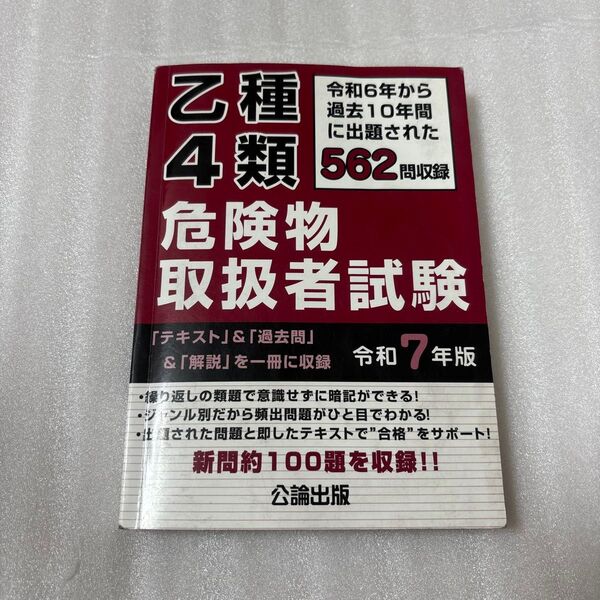 乙種
4類
令和6年から
過去10年間
に出題された
562問収録
危険物
取扱者試験
「テキスト」&「過去問」
&「解説」を一冊に収録
令和7年版
・繰り返しの類題で意識せずに暗記ができる!
・ジャンル別だから頻出問題がひと目でわかる!
・出題された問題と即したテキストで"合格"をサポート!
新問約100題を収録!!
公論出版